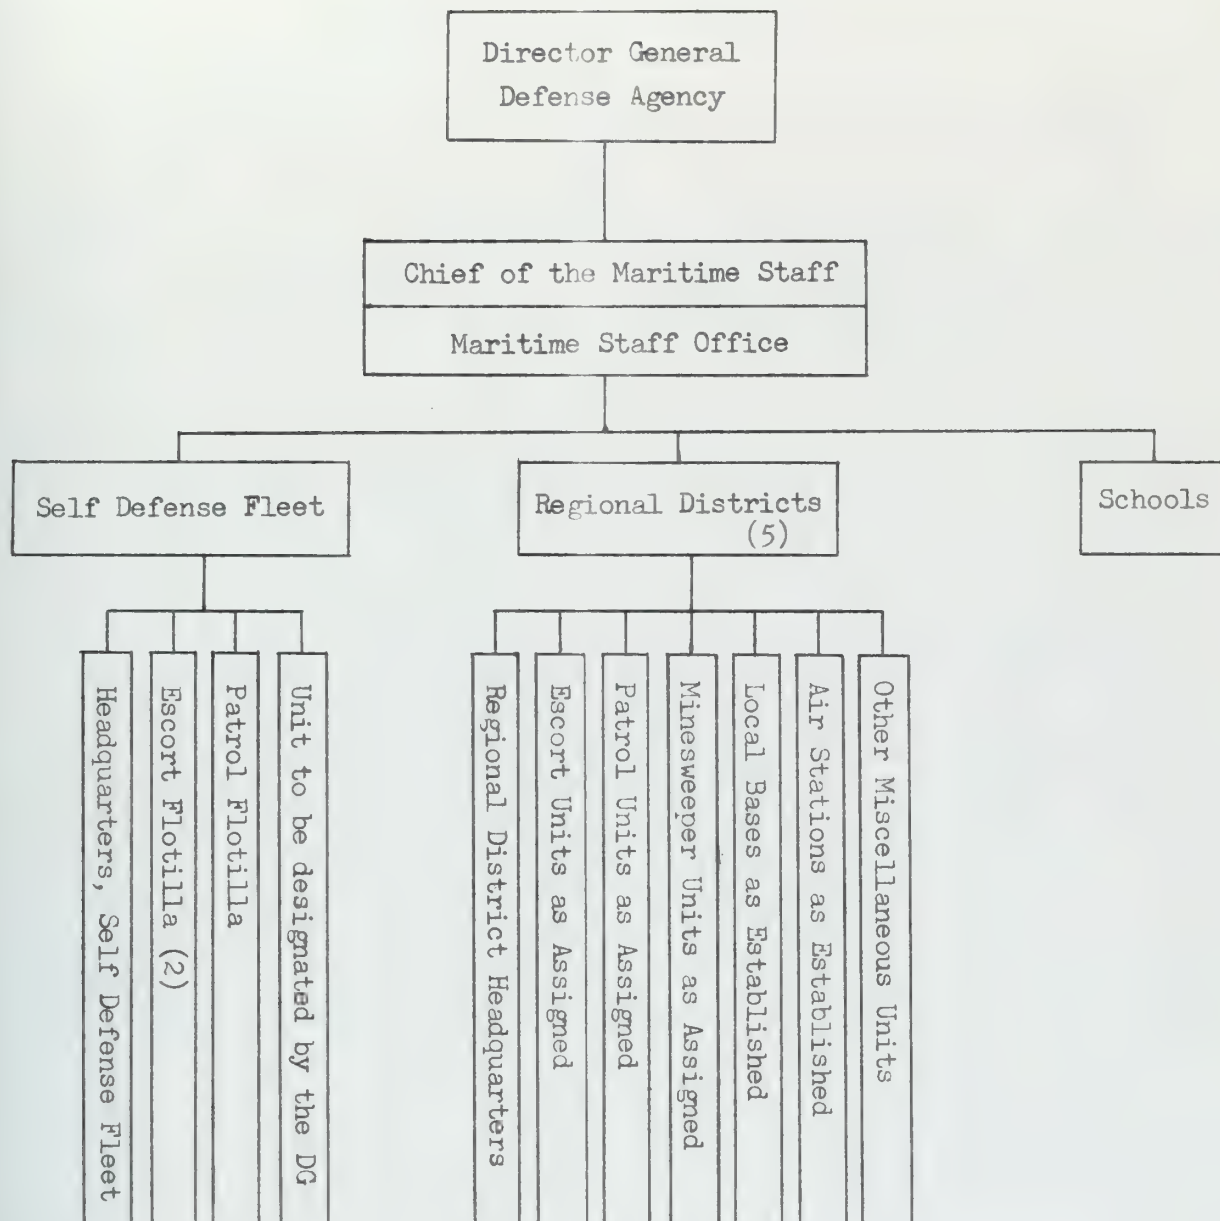 Director General
Defense Agency
Chief of the Maritime Staff
Maritime Staff Office
Self Defense Fleet
Regional Districts
(5)
Schools
Headquarters, Self Defense Fleet
Escort Flotilla (2)
Patrol Flotilla
Unit to be designated by the DG
Regional District Headquarters
Escort Units as Assigned
Patrol Units as Assigned
Minesweeper Units as Assigned
Local Bases as Established
Air Stations as Established
Other Miscellaneous Units